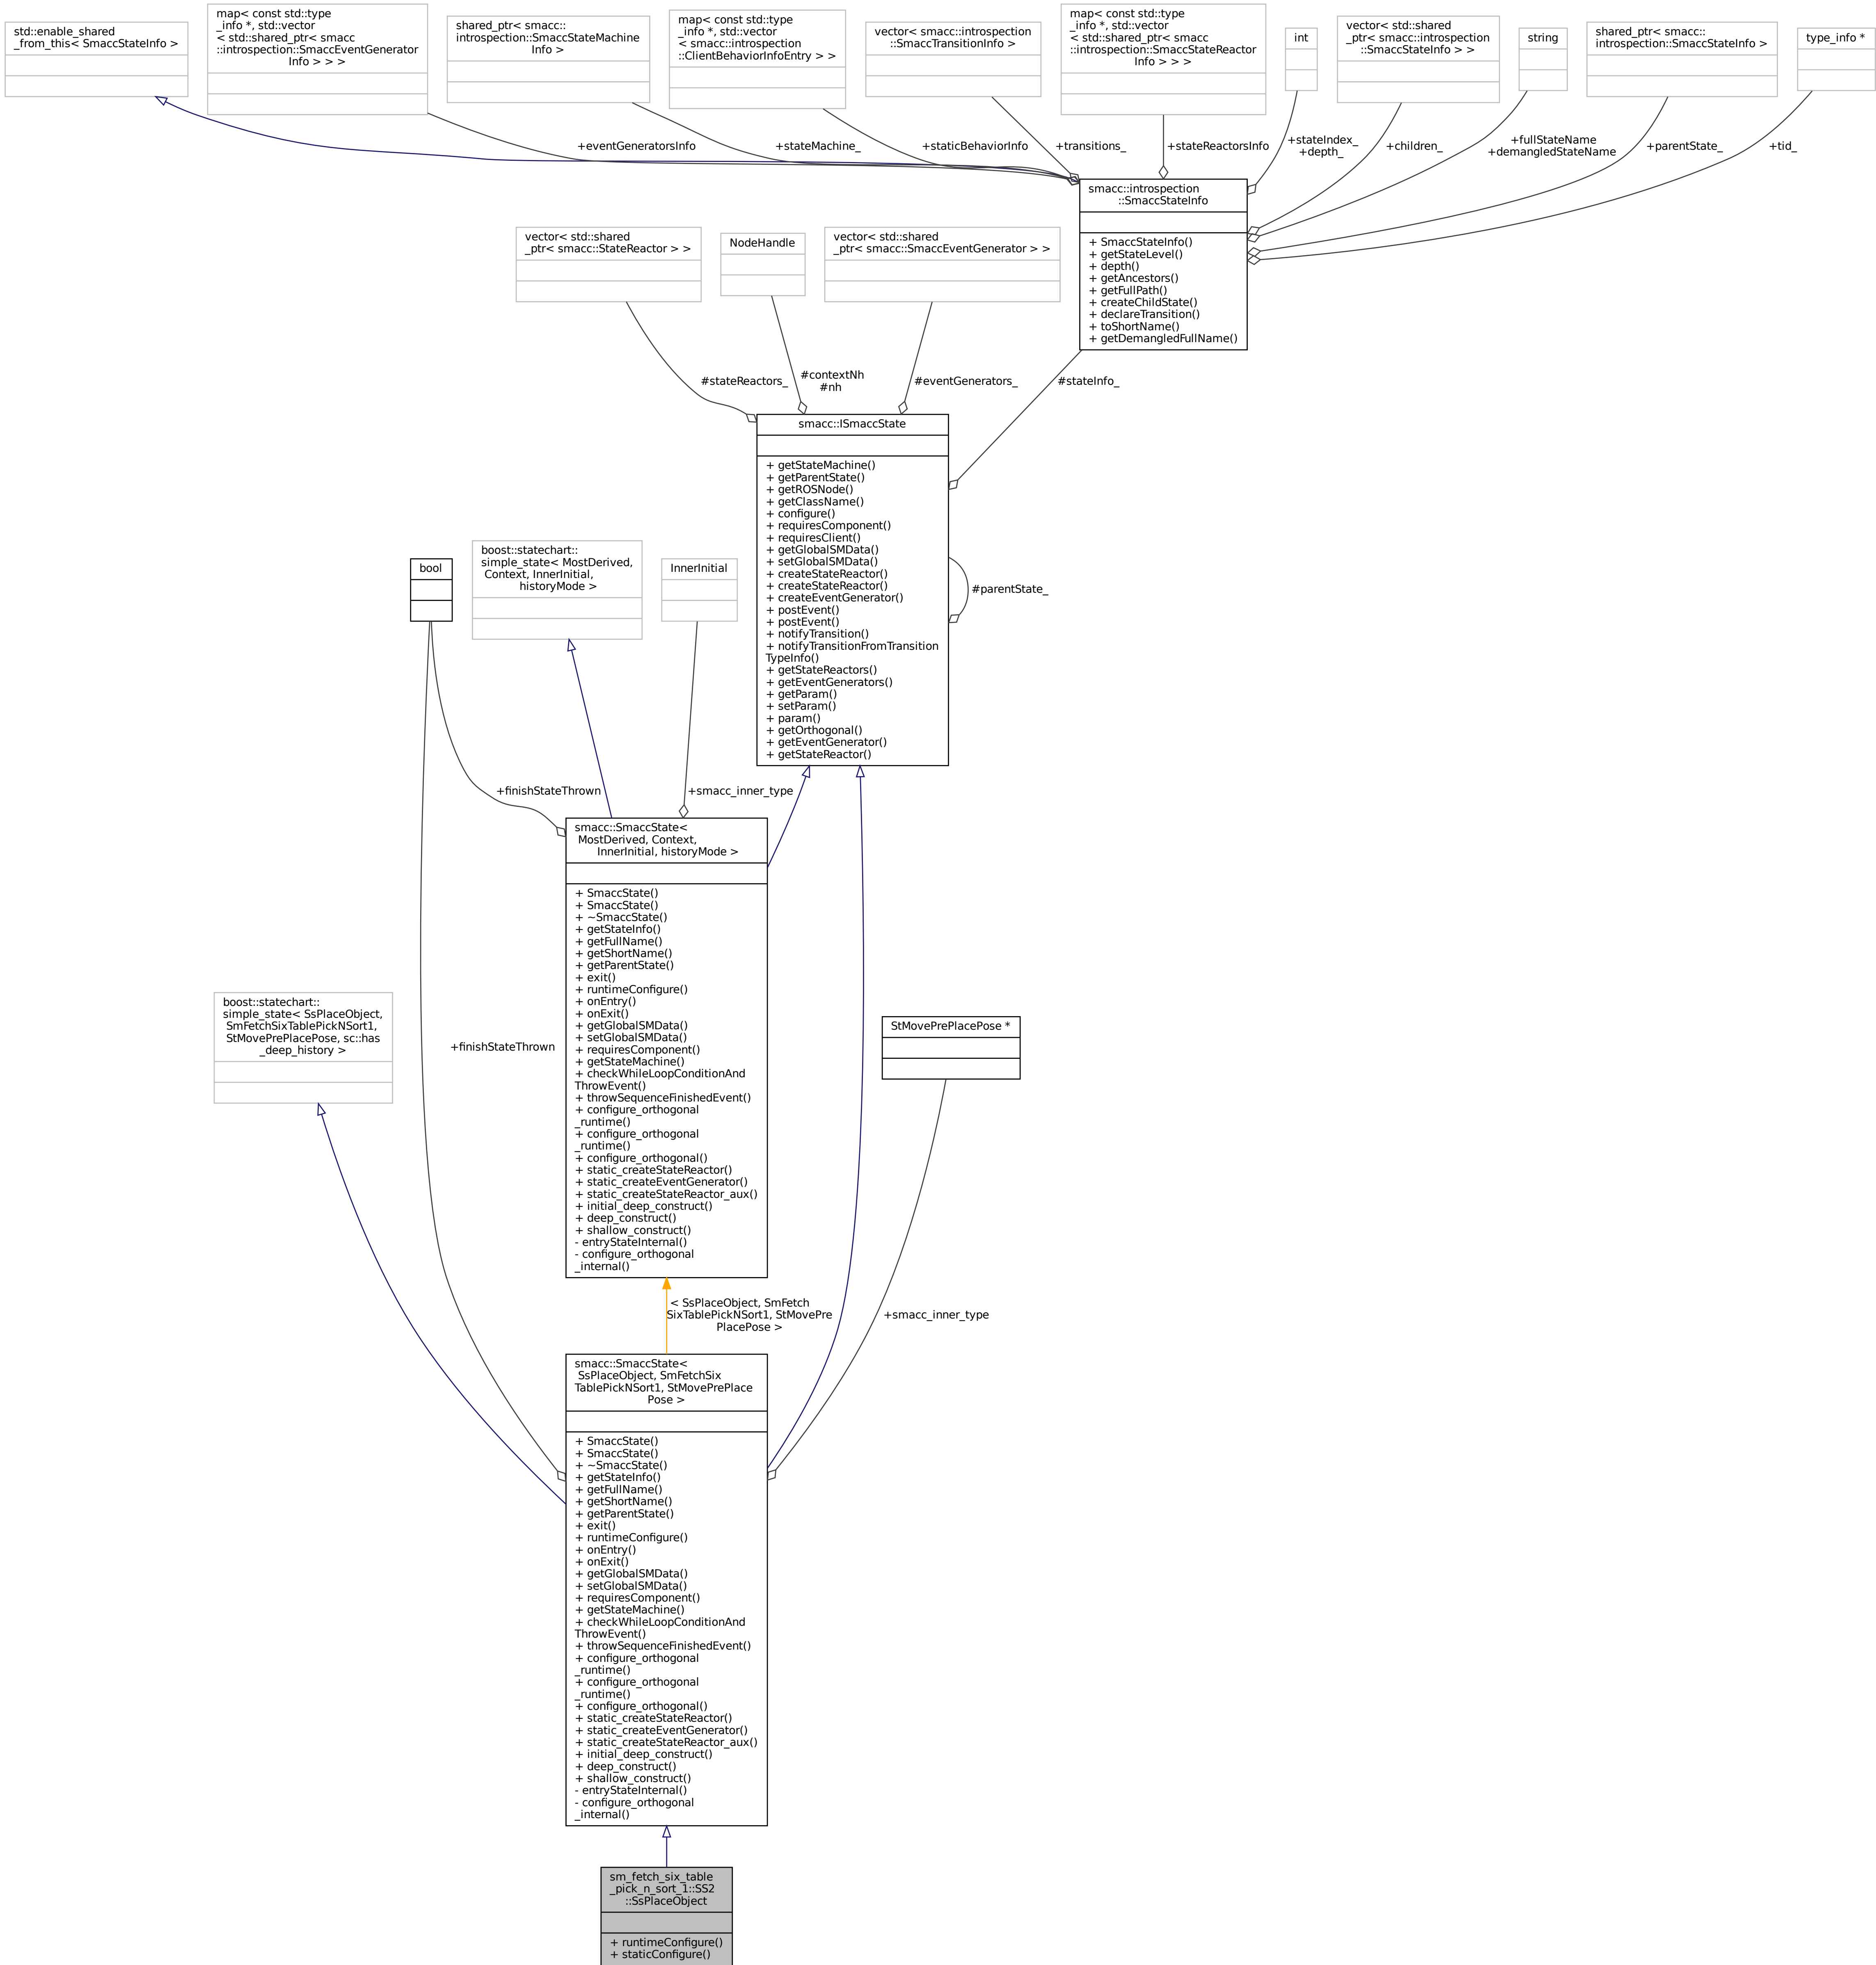 std::enable_shared
_from_this< SmaccStateInfo >
map< const std::type
_info *, std::vector
< std::shared_ptr< smacc
::introspection::SmaccEventGenerator
Info > > >
shared_ptr< smacc::
introspection::SmaccStateMachine
Info >
map< const std::type
_info *, std::vector
< smacc::introspection
::ClientBehaviorInfoEntry > >
vector< smacc::introspection
::SmaccTransitionInfo >
map< const std::type
_info *, std::vector
< std::shared_ptr< smacc
::introspection::SmaccStateReactor
Info > > >
int
vector< std::shared
_ptr< smacc::introspection
::SmaccStateInfo > >
string
shared_ptr< smacc::
introspection::SmaccStateInfo >
type_info *
+eventGeneratorsInfo
+stateMachine_
+staticBehaviorInfo
+transitions_
+stateReactorsInfo
+stateIndex_
+depth_
+children_
+fullStateName
+demangledStateName
+parentState_
+tid_
smacc::introspection
::SmaccStateInfo
+ SmaccStateInfo()
+ getStateLevel()
+ depth()
+ getAncestors()
+ getFullPath()
+ createChildState()
+ declareTransition()
+ toShortName()
+ getDemangledFullName()
vector< std::shared
_ptr< smacc::StateReactor > >
NodeHandle
vector< std::shared
_ptr< smacc::SmaccEventGenerator > >
#stateReactors_
#contextNh
#nh
#eventGenerators_
#stateInfo_
smacc::ISmaccState
+ getStateMachine()
+ getParentState()
+ getROSNode()
+ getClassName()
+ configure()
+ requiresComponent()
+ requiresClient()
+ getGlobalSMData()
+ setGlobalSMData()
+ createStateReactor()
+ createStateReactor()
+ createEventGenerator()
+ postEvent()
+ postEvent()
+ notifyTransition()
+ notifyTransitionFromTransition
TypeInfo()
+ getStateReactors()
+ getEventGenerators()
+ getParam()
+ setParam()
+ param()
+ getOrthogonal()
+ getEventGenerator()
+ getStateReactor()
#parentState_
bool
boost::statechart::
simple_state< MostDerived,
Context, InnerInitial,
historyMode >
InnerInitial
+finishStateThrown
+smacc_inner_type
smacc::SmaccState<
MostDerived, Context,
InnerInitial, historyMode >
+ SmaccState()
+ SmaccState()
+ ~SmaccState()
+ getStateInfo()
+ getFullName()
+ getShortName()
+ getParentState()
+ exit()
+ runtimeConfigure()
+ onEntry()
+ onExit()
+ getGlobalSMData()
+ setGlobalSMData()
+ requiresComponent()
+ getStateMachine()
+ checkWhileLoopConditionAnd
ThrowEvent()
+ throwSequenceFinishedEvent()
+ configure_orthogonal
_runtime()
+ configure_orthogonal
_runtime()
+ configure_orthogonal()
+ static_createStateReactor()
+ static_createEventGenerator()
+ static_createStateReactor_aux()
+ initial_deep_construct()
+ deep_construct()
+ shallow_construct()
- entryStateInternal()
- configure_orthogonal
_internal()
boost::statechart::
simple_state< SsPlaceObject,
SmFetchSixTablePickNSort1,
StMovePrePlacePose, sc::has
_deep_history >
+finishStateThrown
StMovePrePlacePose *
< SsPlaceObject, SmFetch
SixTablePickNSort1, StMovePre
PlacePose >
+smacc_inner_type
smacc::SmaccState<
SsPlaceObject, SmFetchSix
TablePickNSort1, StMovePrePlace
Pose >
+ SmaccState()
+ SmaccState()
+ ~SmaccState()
+ getStateInfo()
+ getFullName()
+ getShortName()
+ getParentState()
+ exit()
+ runtimeConfigure()
+ onEntry()
+ onExit()
+ getGlobalSMData()
+ setGlobalSMData()
+ requiresComponent()
+ getStateMachine()
+ checkWhileLoopConditionAnd
ThrowEvent()
+ throwSequenceFinishedEvent()
+ configure_orthogonal
_runtime()
+ configure_orthogonal
_runtime()
+ configure_orthogonal()
+ static_createStateReactor()
+ static_createEventGenerator()
+ static_createStateReactor_aux()
+ initial_deep_construct()
+ deep_construct()
+ shallow_construct()
- entryStateInternal()
- configure_orthogonal
_internal()
sm_fetch_six_table
_pick_n_sort_1::SS2
::SsPlaceObject
+ runtimeConfigure()
+ staticConfigure()